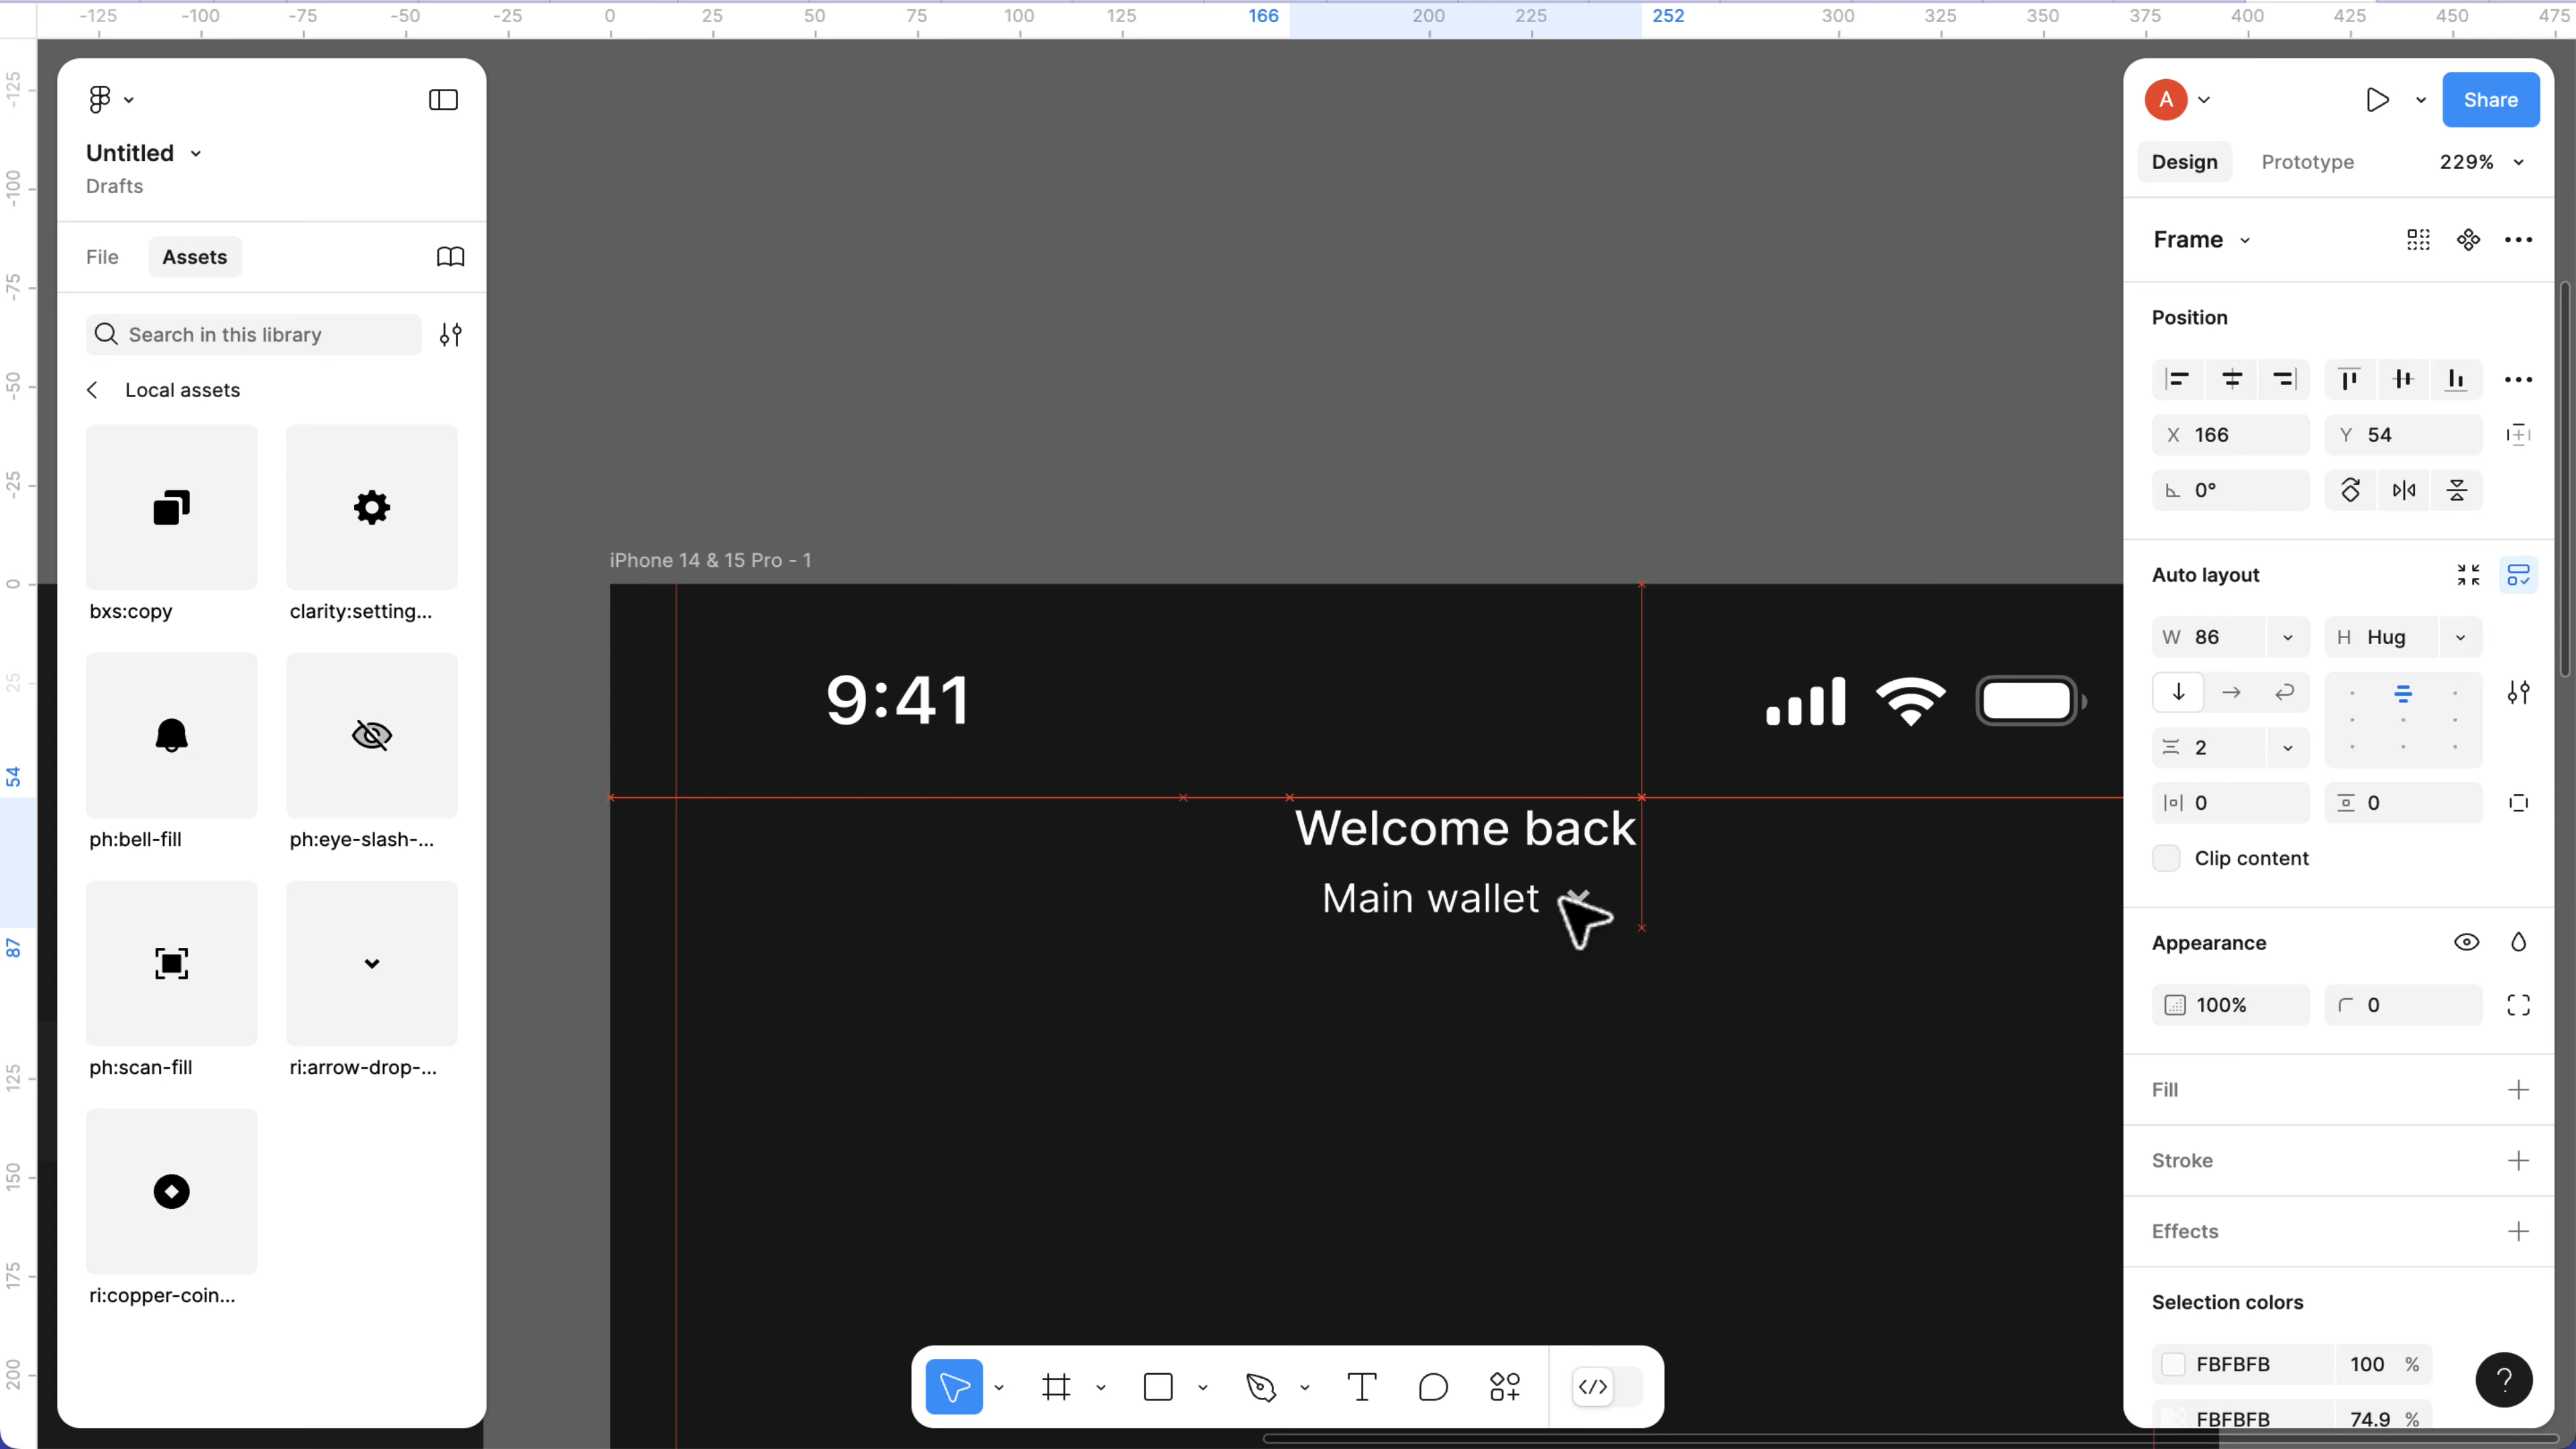 -125 -100 -75 -50 -25 0 25 50 75 100 125 166 200 225 252 300 325 350 375 400 425 450 475
-125
-100
-75
-50
-25
0
25
54
87
125
150
175
200
Untitled
Drafts
File Assets
Search in this library
Local assets
bxs:copy clarity:setting...
ph:bell-fill ph:eye-slash-...
ph:scan-fill ri:arrow-drop-...
ri:copper-coin...
iPhone 14 & 15 Pro - 1
9:41
Welcome back
Main wallet
A Share
Design Prototype 229%
Frame
Position
X 166 Y 54
0°
Auto layout
W 86 H Hug
2
0 0
Clip content
Appearance
100% 0
Fill
Stroke
Effects
Selection colors
FBFBFB 100 %
FBFBFB 74.9 %
?